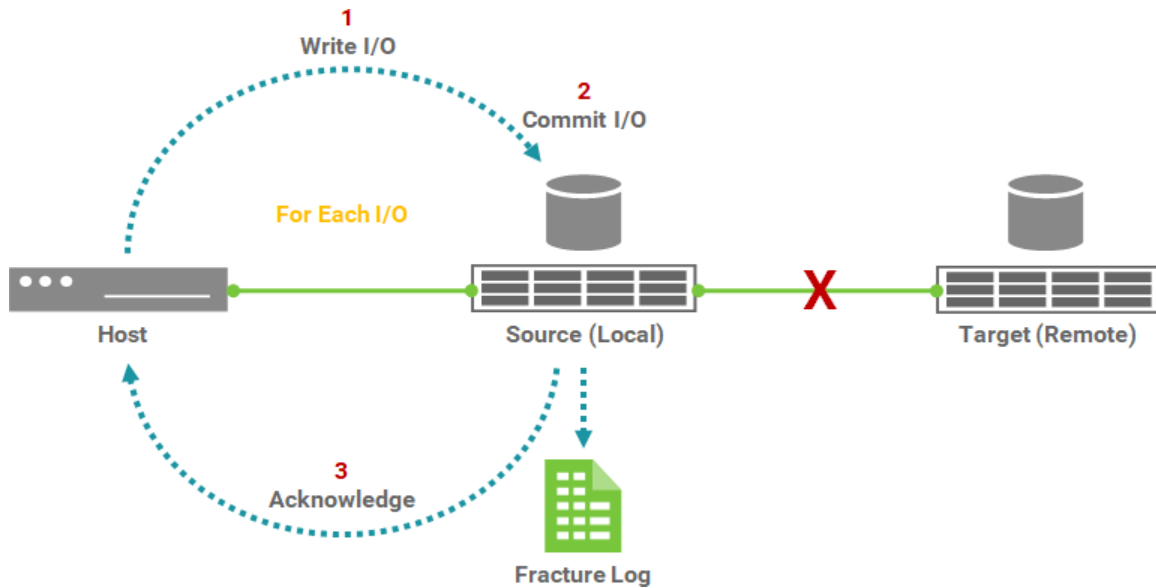 1
Write I/O
2
Commit I/O
For Each I/O
X
Host
Source (Local)
Target (Remote)
3
Acknowledge
Fracture Log